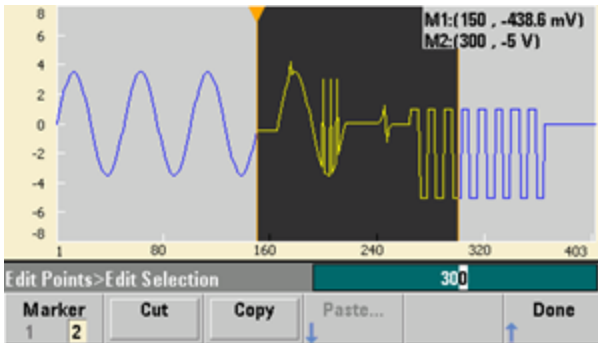 M1:(150 , -438.6 mV)
M2:(300 , -5 V)
8
6
4
2
0
-2
-4
-6
-8
1 80 160 240 320 403
Edit Points>Edit Selection 300
Marker Cut Copy Paste... Done
1 2